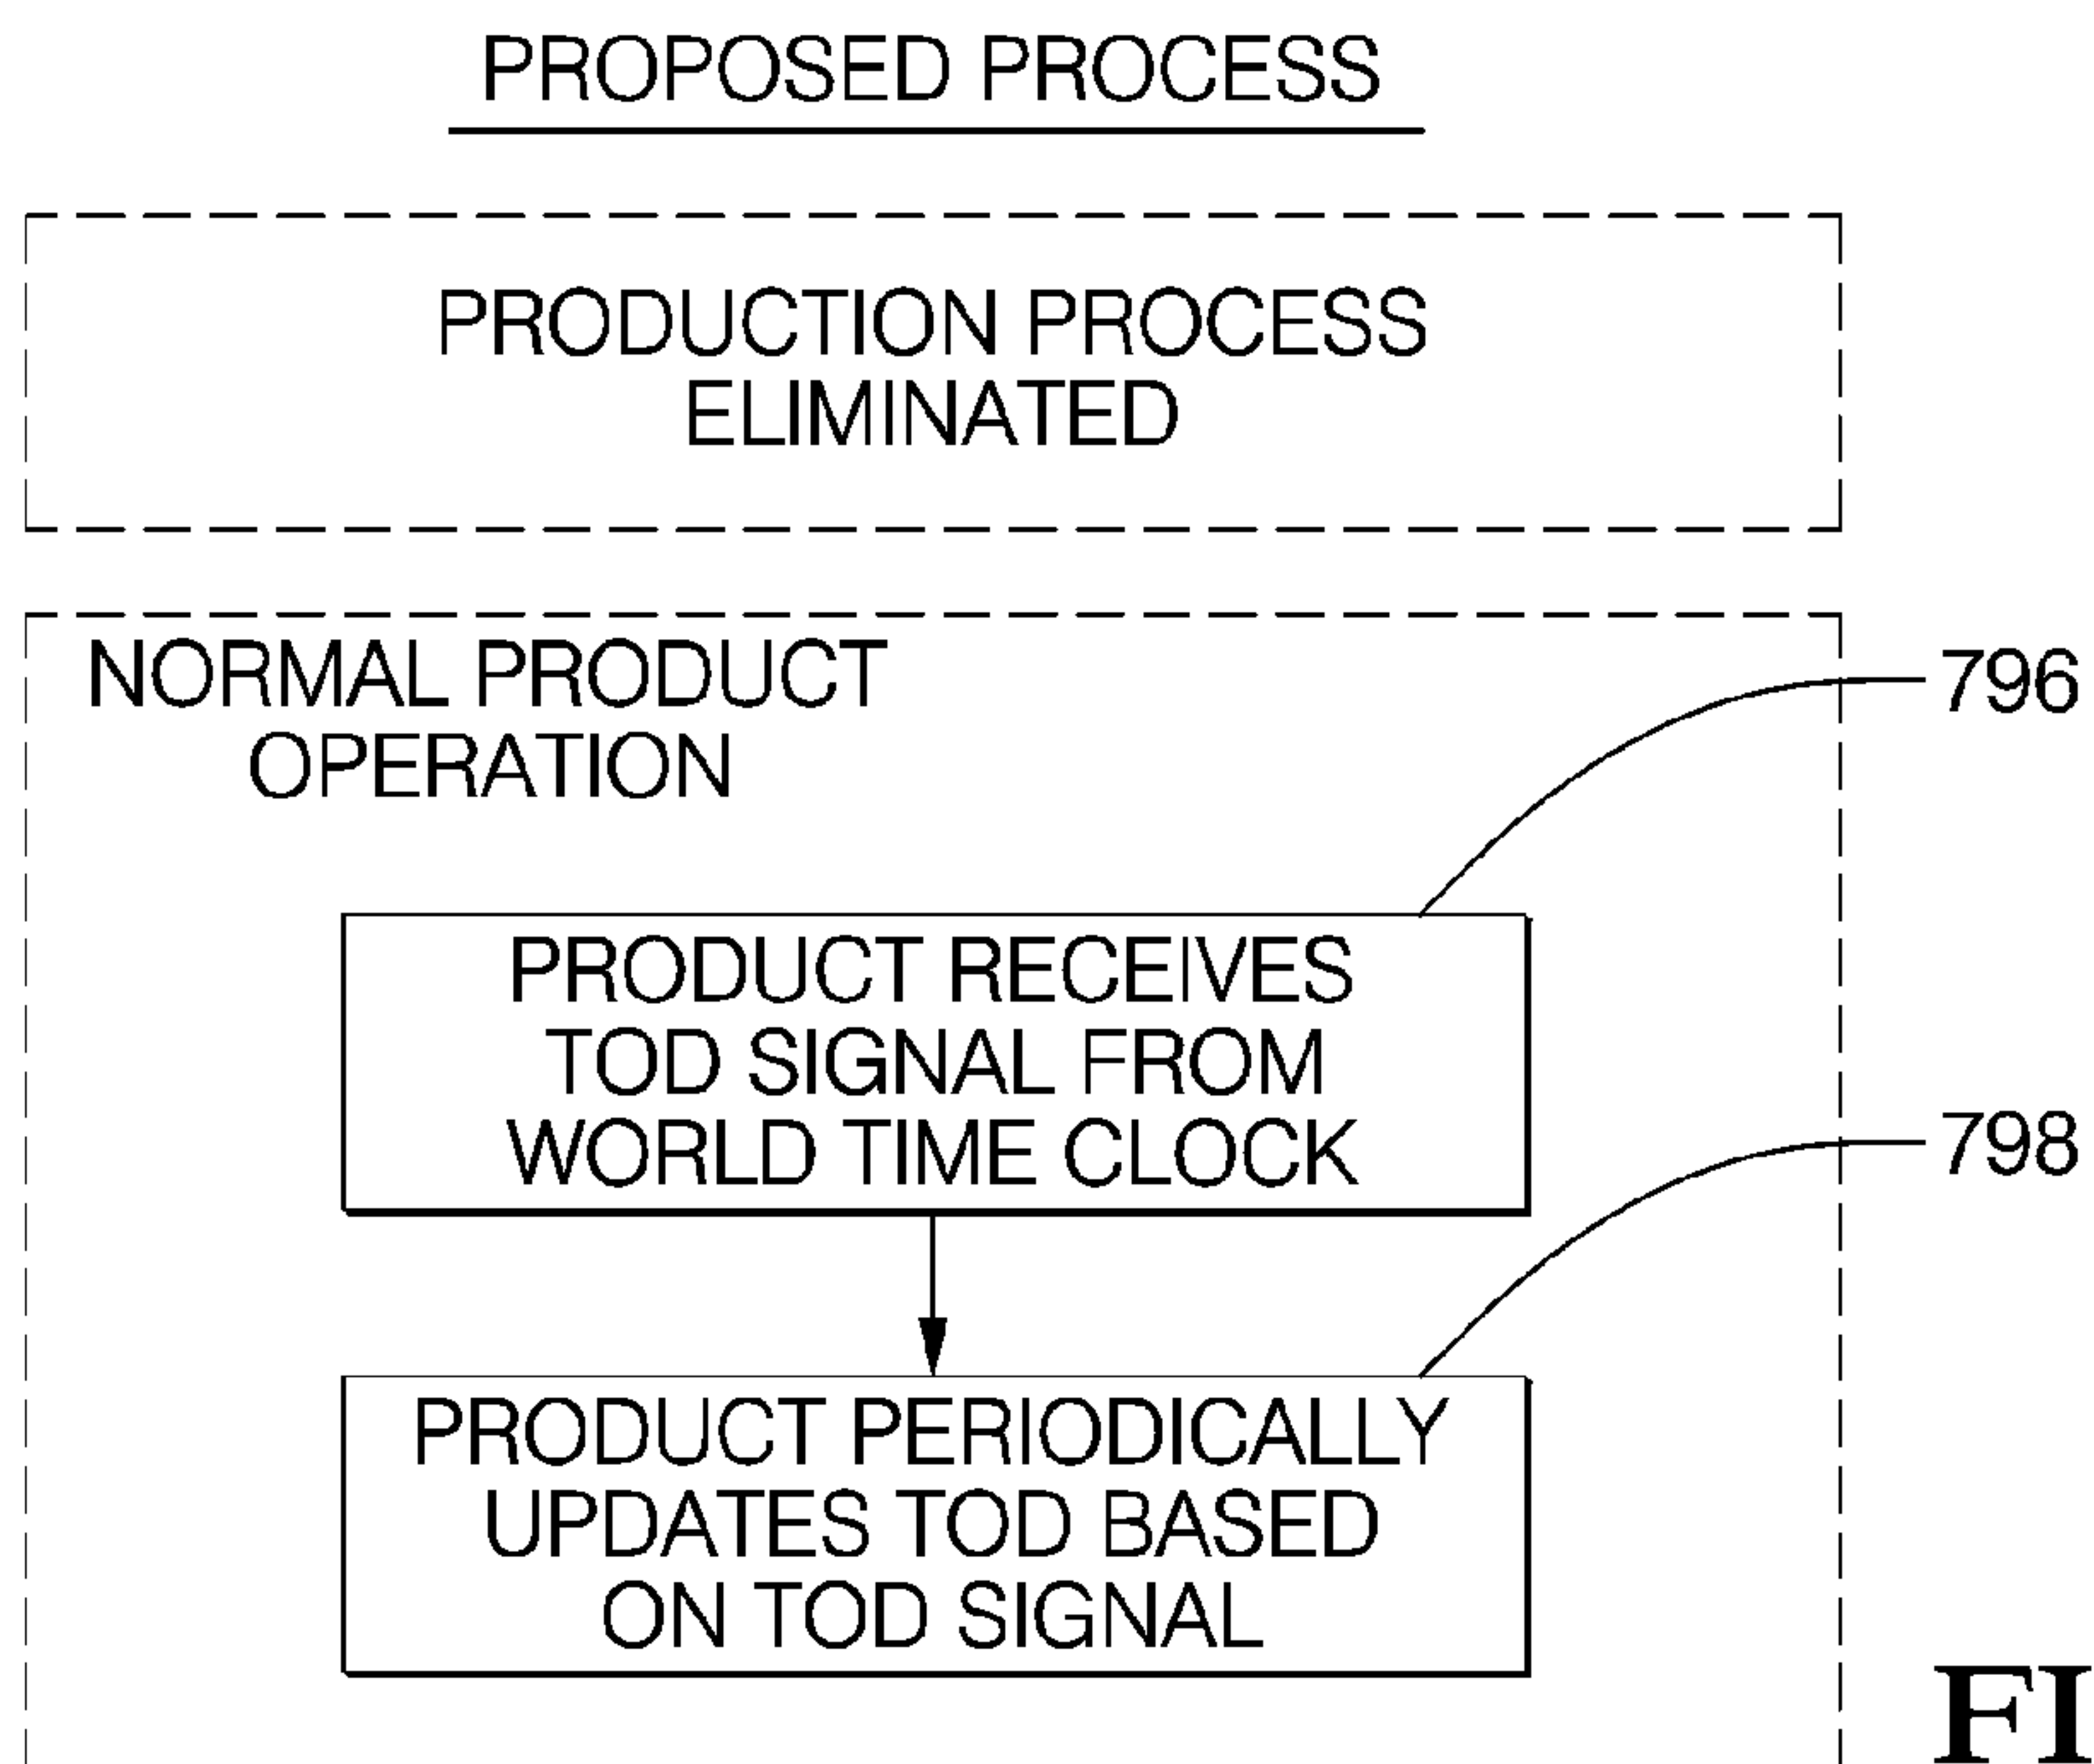 PROPOSED PROCESS
PRODUCTION PROCESS
ELIMINATED
NORMAL PRODUCT
OPERATION
796
PRODUCT RECEIVES
TOD SIGNAL FROM
WORLD TIME CLOCK
798
PRODUCT PERIODICALLY
UPDATES TOD BASED
ON TOD SIGNAL
FI